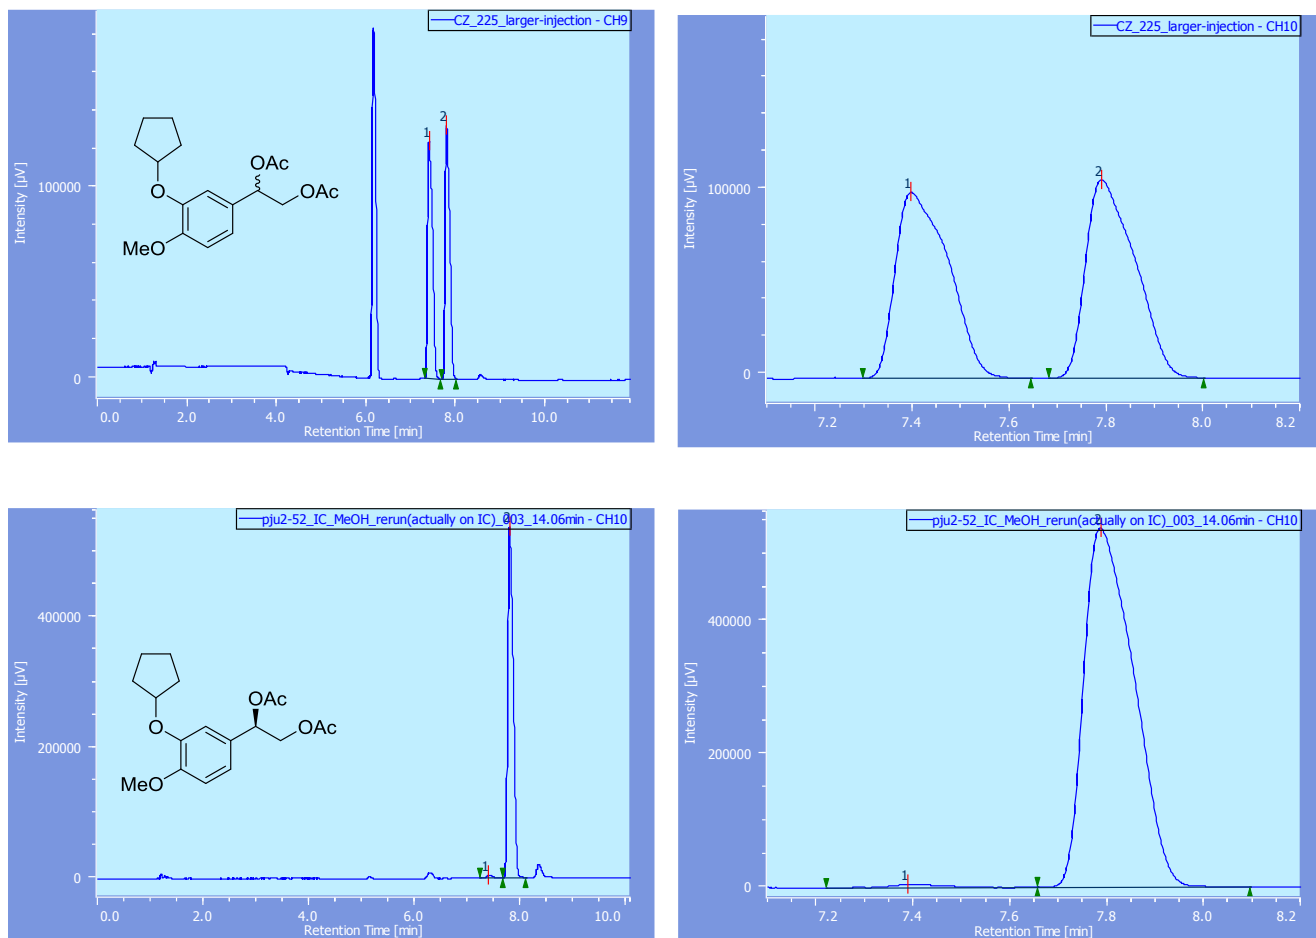 CZ_225_larger-injection - CH9
Intensity [µV]
100000
0
1
2
OAc
OAc
O
MeO
0.0 2.0 4.0 6.0 8.0 10.0
Retention Time [min]
CZ_225_larger-injection - CH10
Intensity [µV]
100000
0
1
2
7.2 7.4 7.6 7.8 8.0 8.2
Retention Time [min]
pju2-52_IC_MeOH_rerun(actually on IC)_003_14.06min - CH10
Intensity [µV]
400000
200000
0
1
2
OAc
OAc
O
MeO
0.0 2.0 4.0 6.0 8.0 10.0
Retention Time [min]
pju2-52_IC_MeOH_rerun(actually on IC)_003_14.06min - CH10
Intensity [µV]
400000
200000
0
1
2
7.2 7.4 7.6 7.8 8.0 8.2
Retention Time [min]